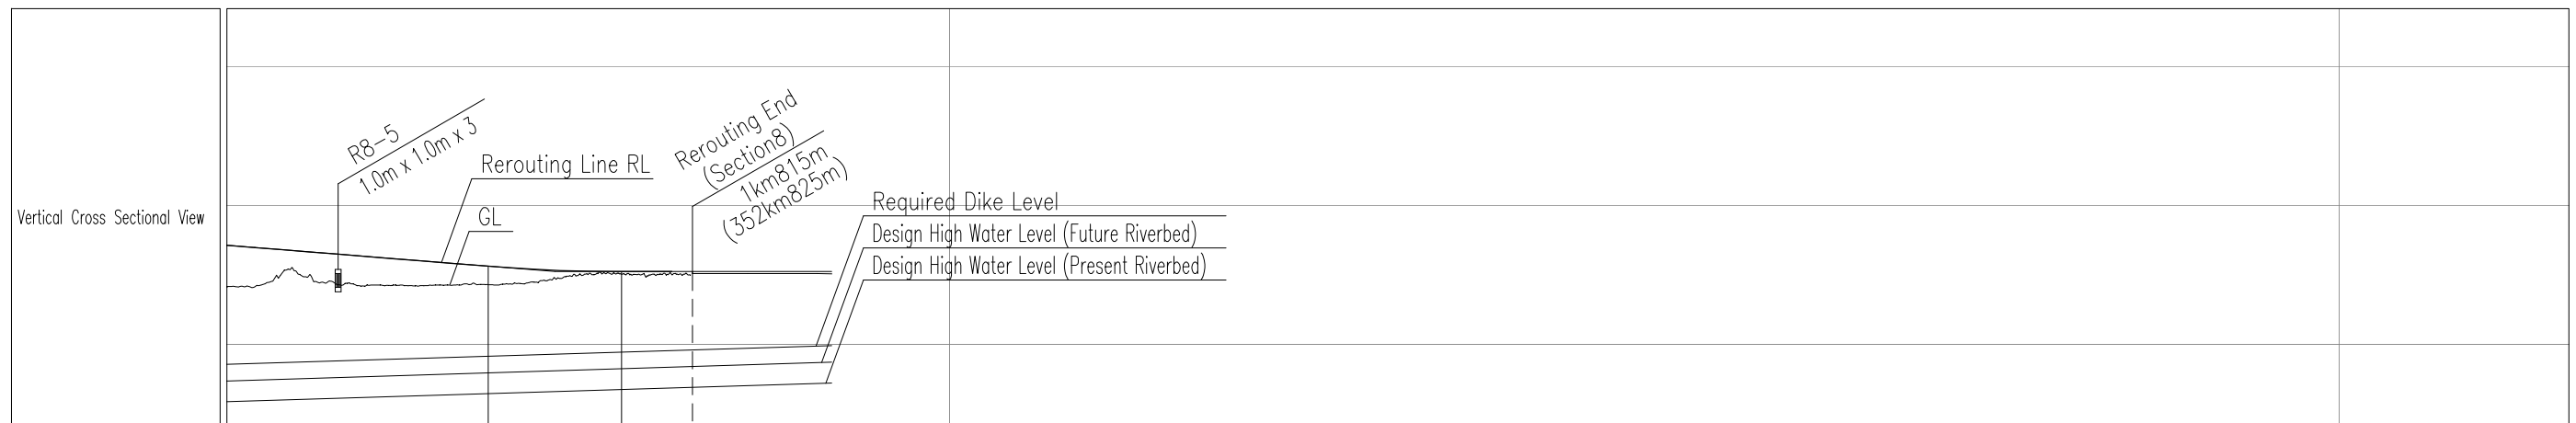 Vertical Cross Sectional View
R8-5
1.0m x 1.0m x 3
Rerouting Line RL
GL
Rerouting End
(Section8)
1km815m
(352km825m)
Required Dike Level
Design High Water Level (Future Riverbed)
Design High Water Level (Present Riverbed)